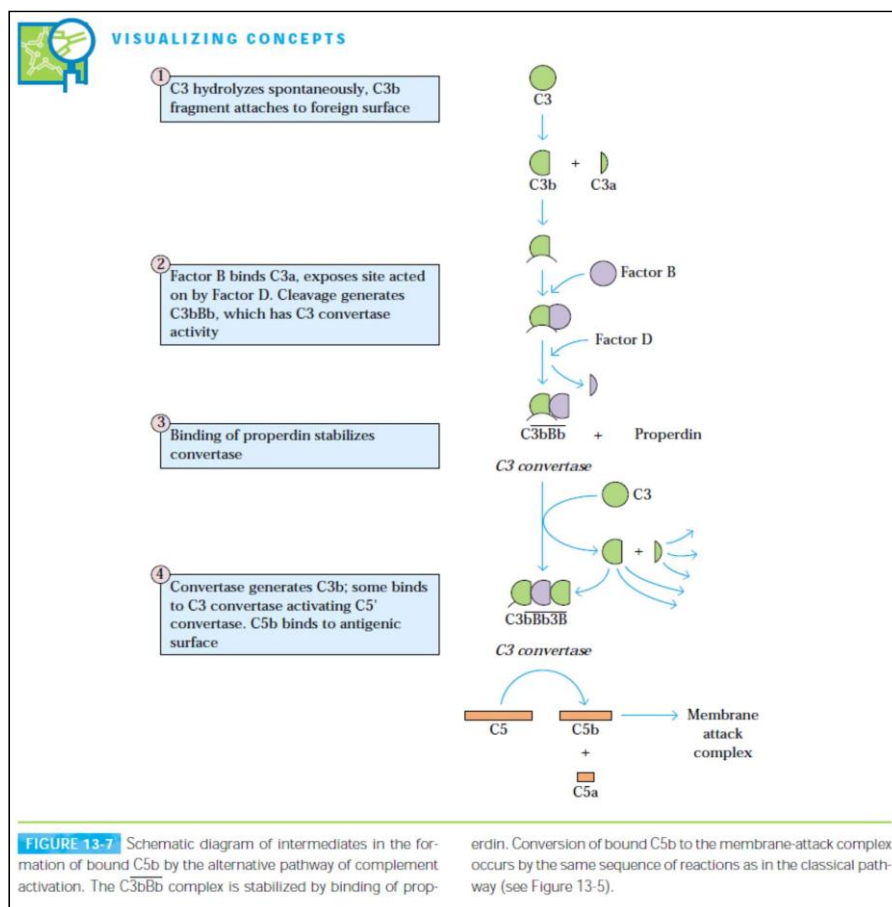 VISUALIZING CONCEPTS
1
C3 hydrolyzes spontaneously, C3b
fragment attaches to foreign surface
C3
C3b + C3a
2
Factor B binds C3a, exposes site acted
on by Factor D. Cleavage generates
C3bBb, which has C3 convertase
activity
Factor B
Factor D
3
Binding of properdin stabilizes
convertase
C3bBb + Properdin
C3 convertase
C3
+
4
Convertase generates C3b; some binds
to C3 convertase activating C5'
convertase. C5b binds to antigenic
surface
C3bBb3B
C3 convertase
C5 C5b Membrane
attack
complex
+
C5a
FIGURE 13-7 Schematic diagram of intermediates in the for-
mation of bound C5b by the alternative pathway of complement
activation. The C3bBb complex is stabilized by binding of prop-
erdin. Conversion of bound C5b to the membrane-attack complex
occurs by the same sequence of reactions as in the classical path-
way (see Figure 13-5).